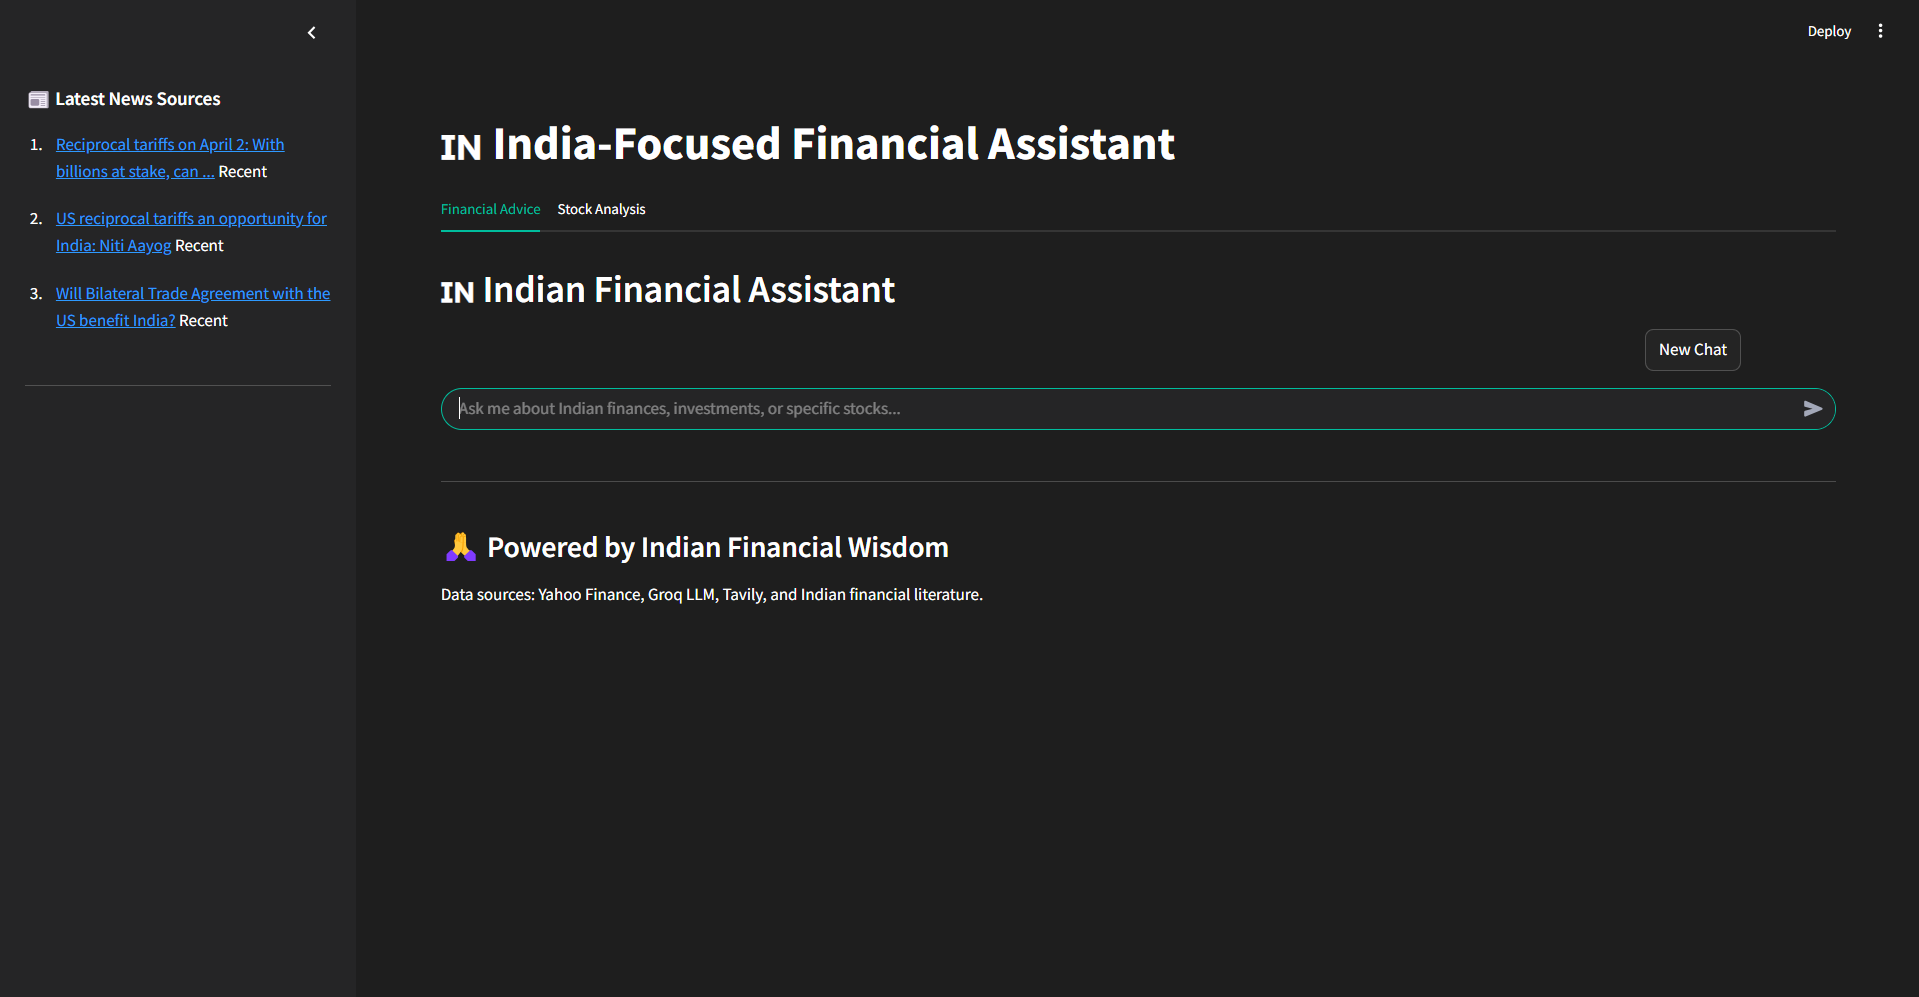 Deploy
Latest News Sources
1. Reciprocal tariffs on April 2: With
billions at stake, can ... Recent
2. US reciprocal tariffs an opportunity for
India: Niti Aayog Recent
3. Will Bilateral Trade Agreement with the
US benefit India? Recent
IN India-Focused Financial Assistant
Financial Advice Stock Analysis
IN Indian Financial Assistant
New Chat
Ask me about Indian finances, investments, or specific stocks...
Powered by Indian Financial Wisdom
Data sources: Yahoo Finance, Groq LLM, Tavily, and Indian financial literature.